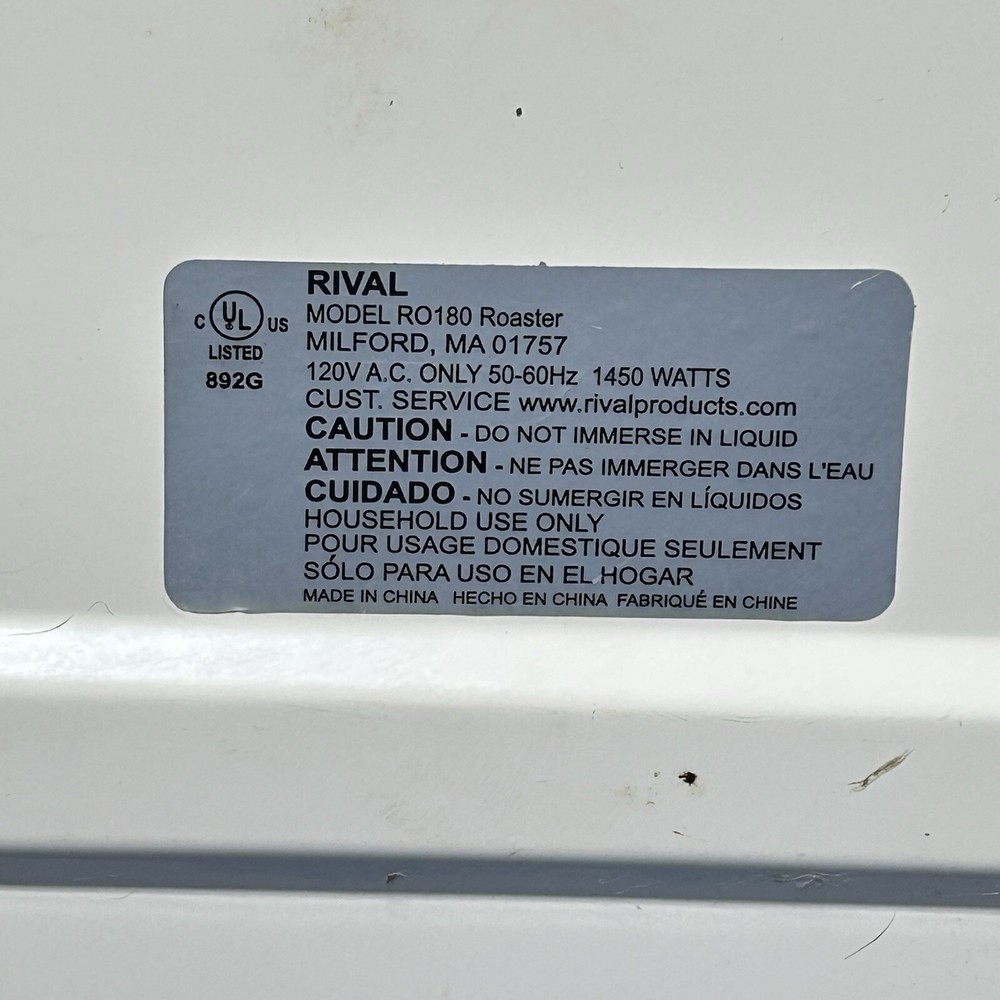 RIVAL
MODEL RO180 Roaster
MILFORD, MA 01757
120V A.C. ONLY 50-60Hz 1450 WATTS
CUST. SERVICE www.rivalproducts.com
CAUTION - DO NOT IMMERSE IN LIQUID
ATTENTION - NE PAS IMMERGER DANS L'EAU
CUIDADO - NO SUMERGIR EN LÍQUIDOS
HOUSEHOLD USE ONLY
POUR USAGE DOMESTIQUE SEULEMENT
SÓLO PARA USO EN EL HOGAR
MADE IN CHINA HECHO EN CHINA FABRIQUÉ EN CHINE
C UL US
LISTED
892G